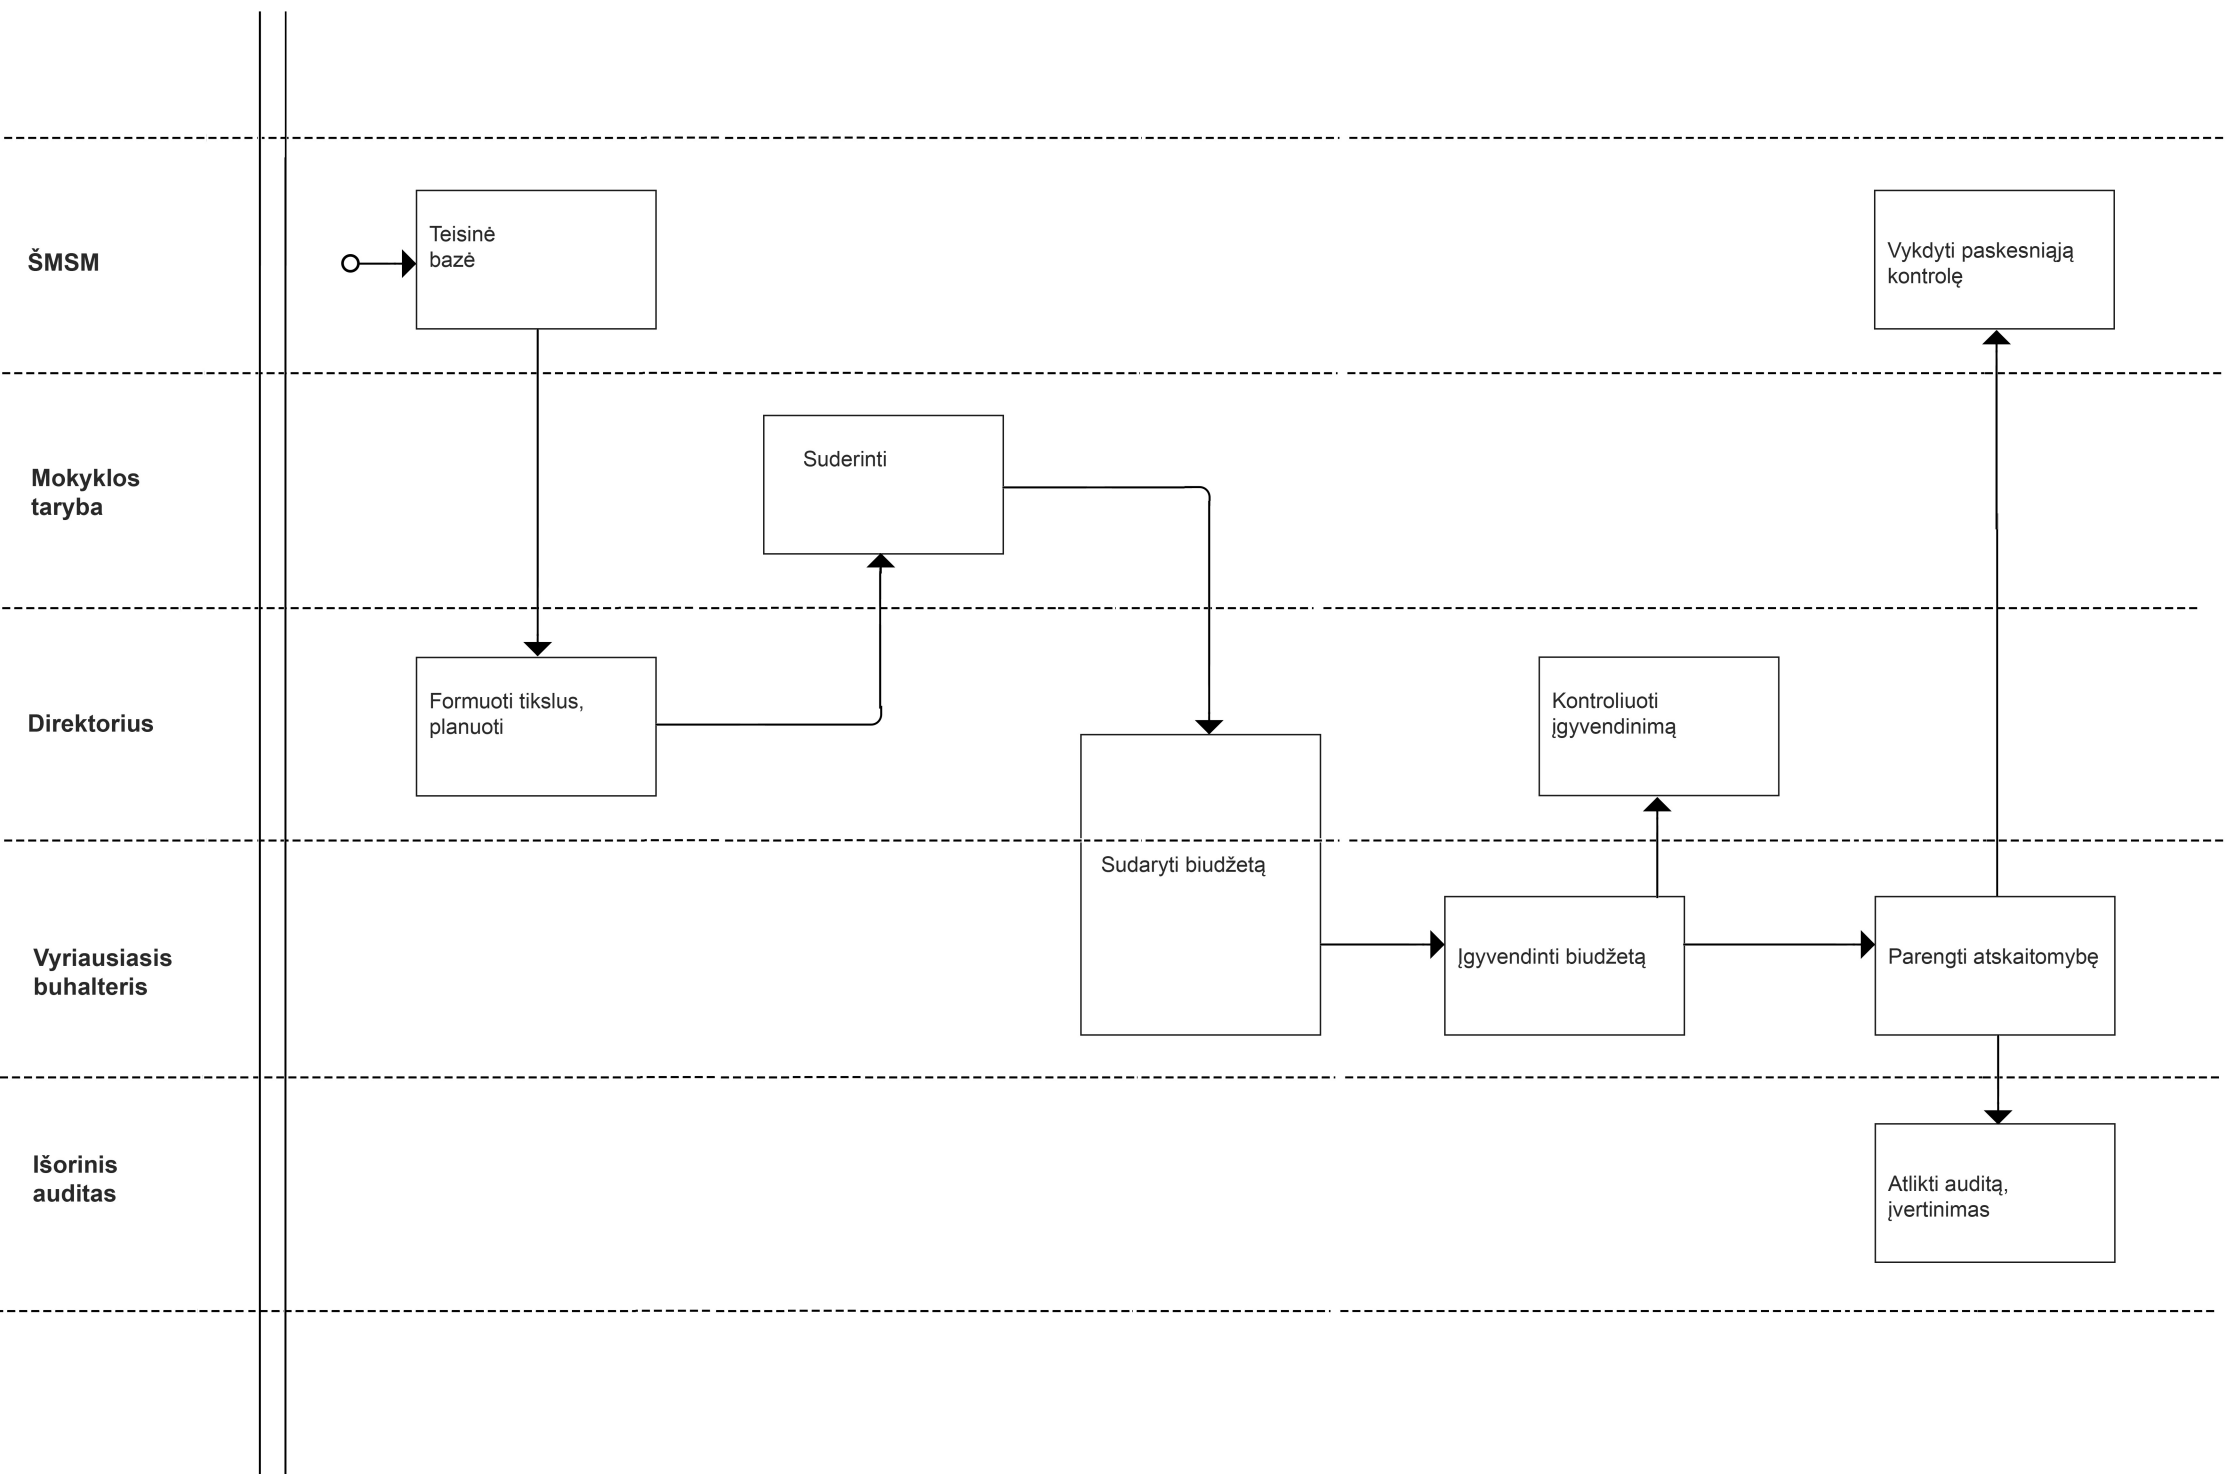 ŠMSM
Teisinė
bazė
Vykdyti paskesniąją
kontrolę
Mokyklos
taryba
Suderinti
Direktorius
Formuoti tikslus,
planuoti
Kontroliuoti
įgyvendinimą
Sudaryti biudžetą
Vyriausiasis
buhalteris
Įgyvendinti biudžetą
Parengti atskaitomybę
Išorinis
auditas
Atlikti auditą,
įvertinimas